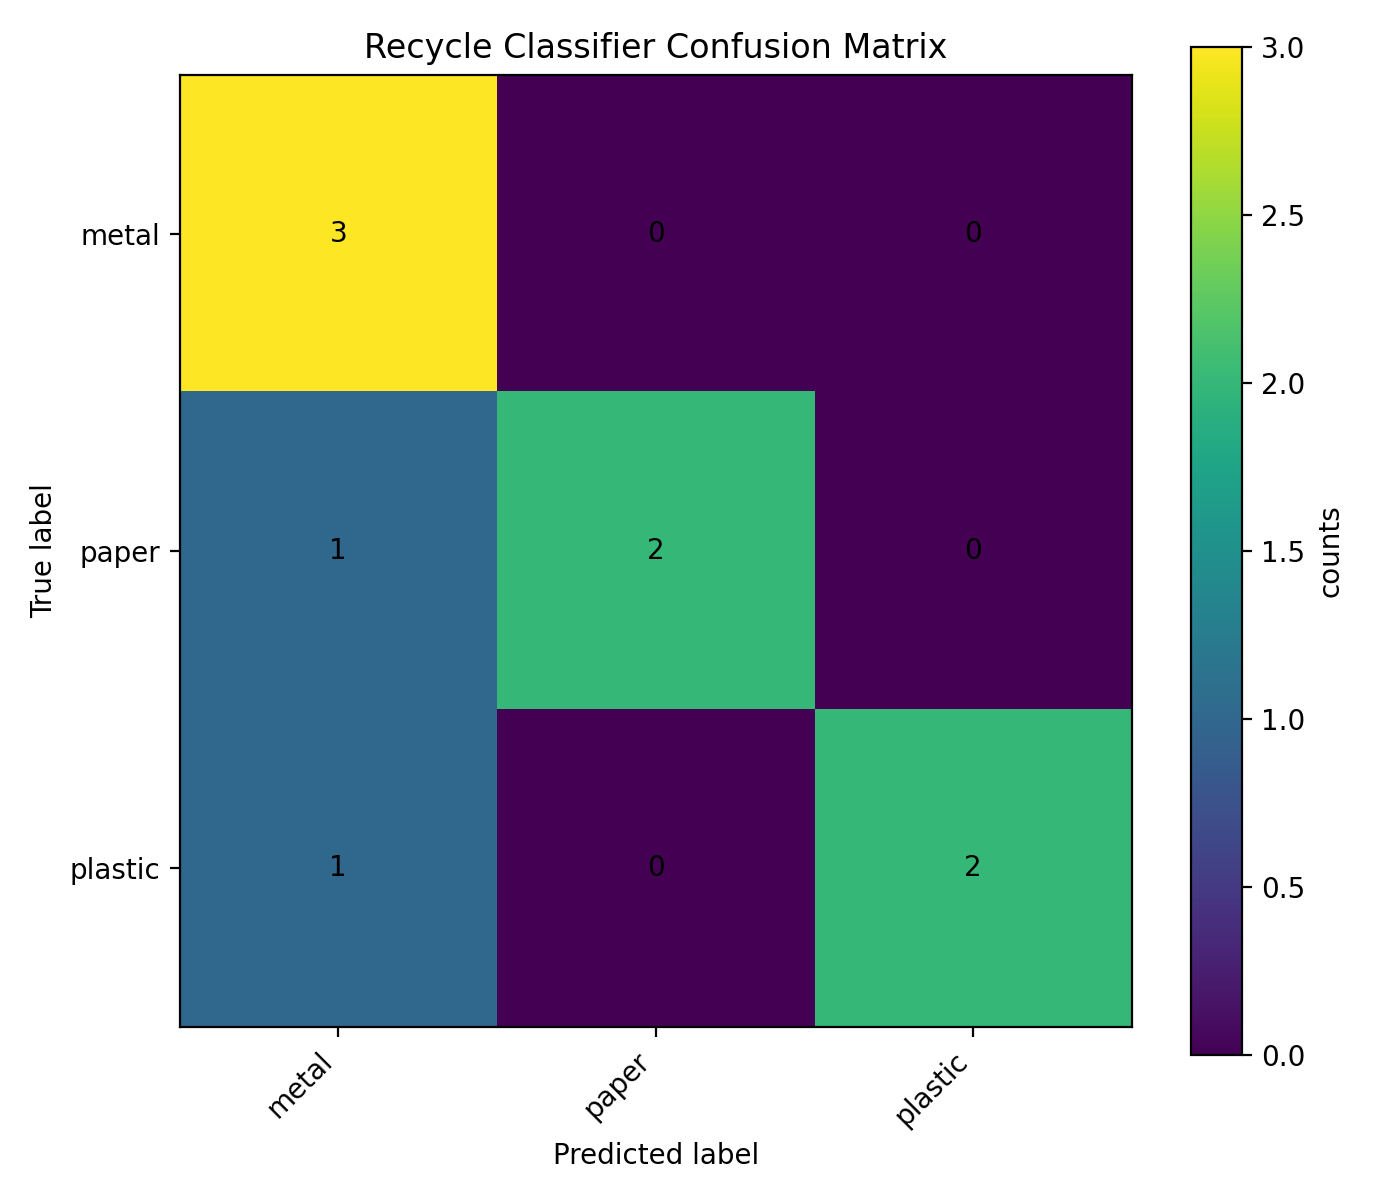 Recycle Classifier Confusion Matrix
True label
metal
3 0 0
paper
1 2 0
plastic
1 0 2
metal
paper
plastic
Predicted label
3.0
2.5
2.0
1.5
1.0
0.5
0.0
counts